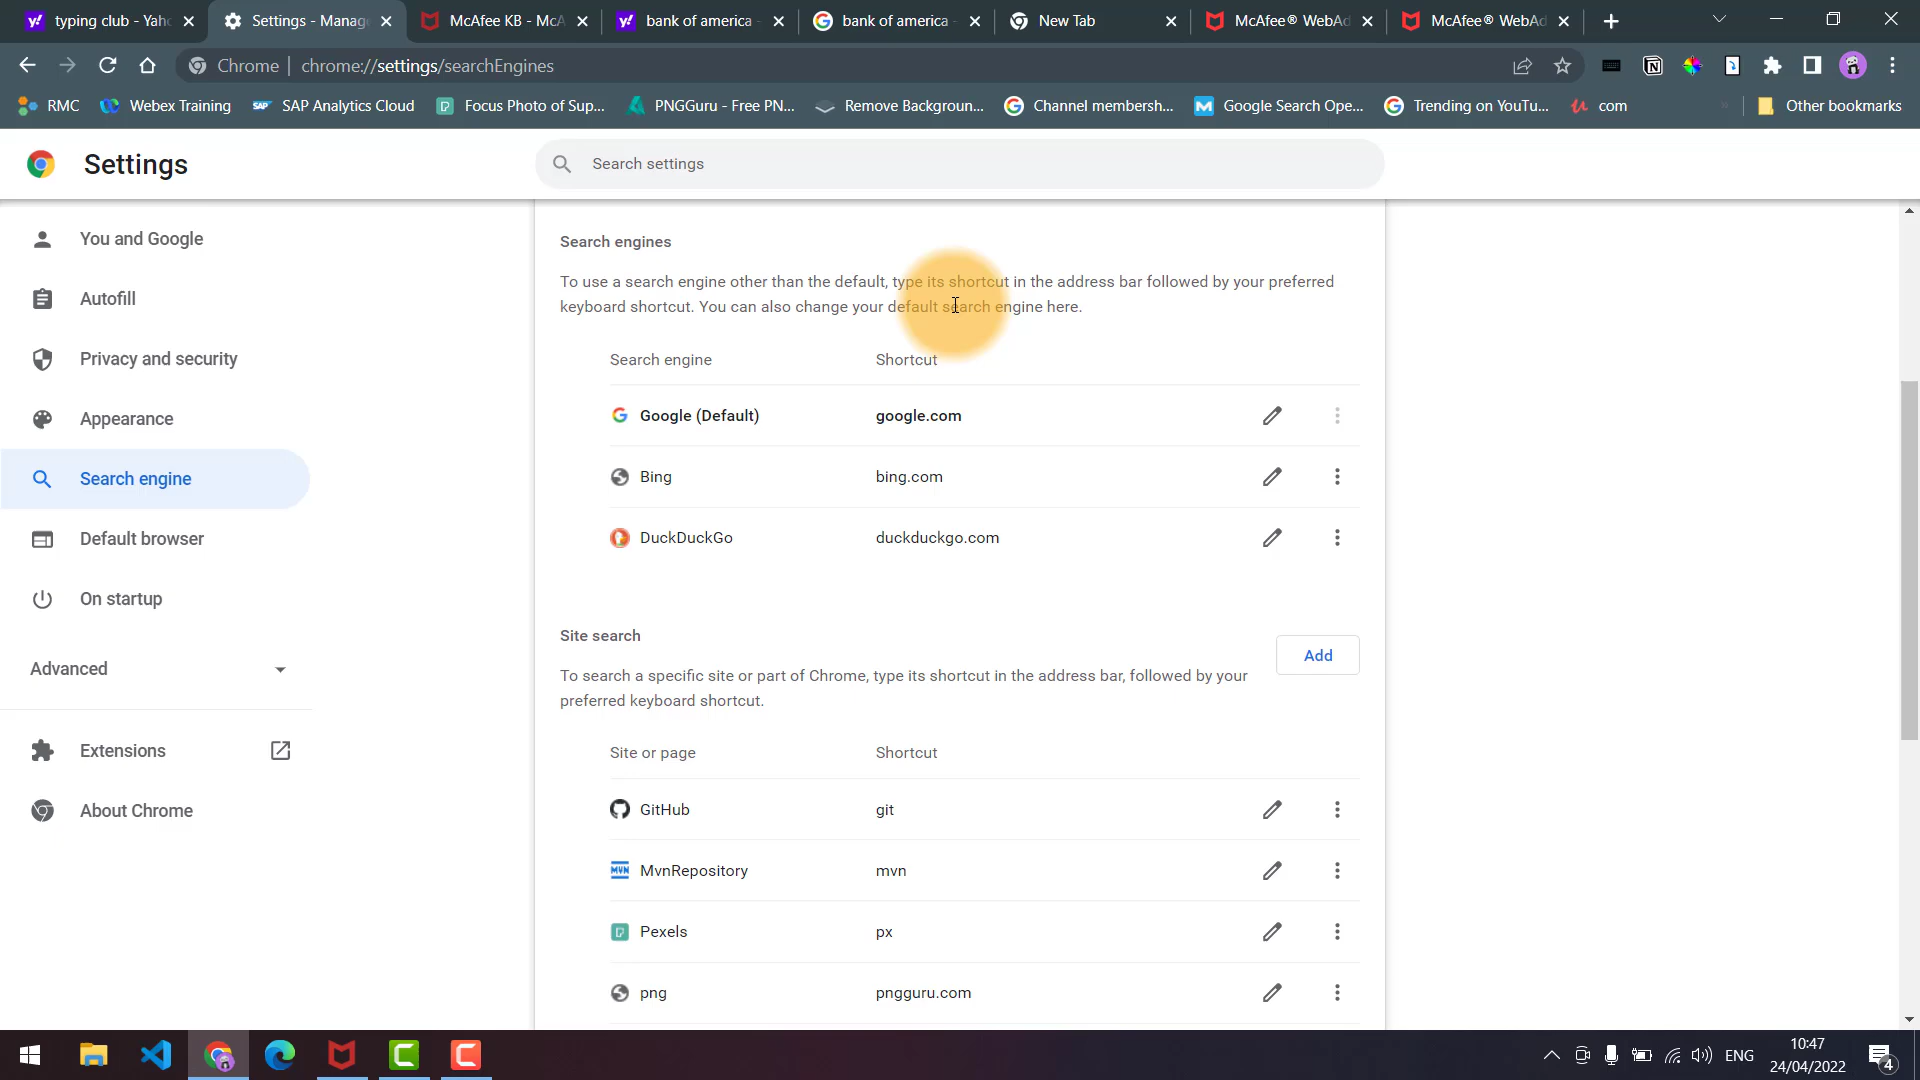 typing club - Yah
Settings - Manag
McAfee KB - McA
bank of america -
bank of america -
New Tab
McAfee® WebAd
McAfee® WebAd
Chrome | chrome://settings/searchEngines
RMC
Webex Training
SAP Analytics Cloud
Focus Photo of Sup...
PNGGuru - Free PN...
Remove Backgroun...
Channel membersh...
Google Search Ope...
Trending on YouTu...
com
Other bookmarks
Settings
Search settings
You and Google
Autofill
Privacy and security
Appearance
Search engine
Default browser
On startup
Advanced
Extensions
About Chrome
Search engines
To use a search engine other than the default, type its shortcut in the address bar followed by your preferred
keyboard shortcut. You can also change your default search engine here.
Search engine Shortcut
Google (Default) google.com
Bing bing.com
DuckDuckGo duckduckgo.com
Site search
Add
To search a specific site or part of Chrome, type its shortcut in the address bar, followed by your
preferred keyboard shortcut.
Site or page Shortcut
GitHub git
MVN MvnRepository mvn
Pexels px
png pngguru.com
ENG
10:47
24/04/2022
4